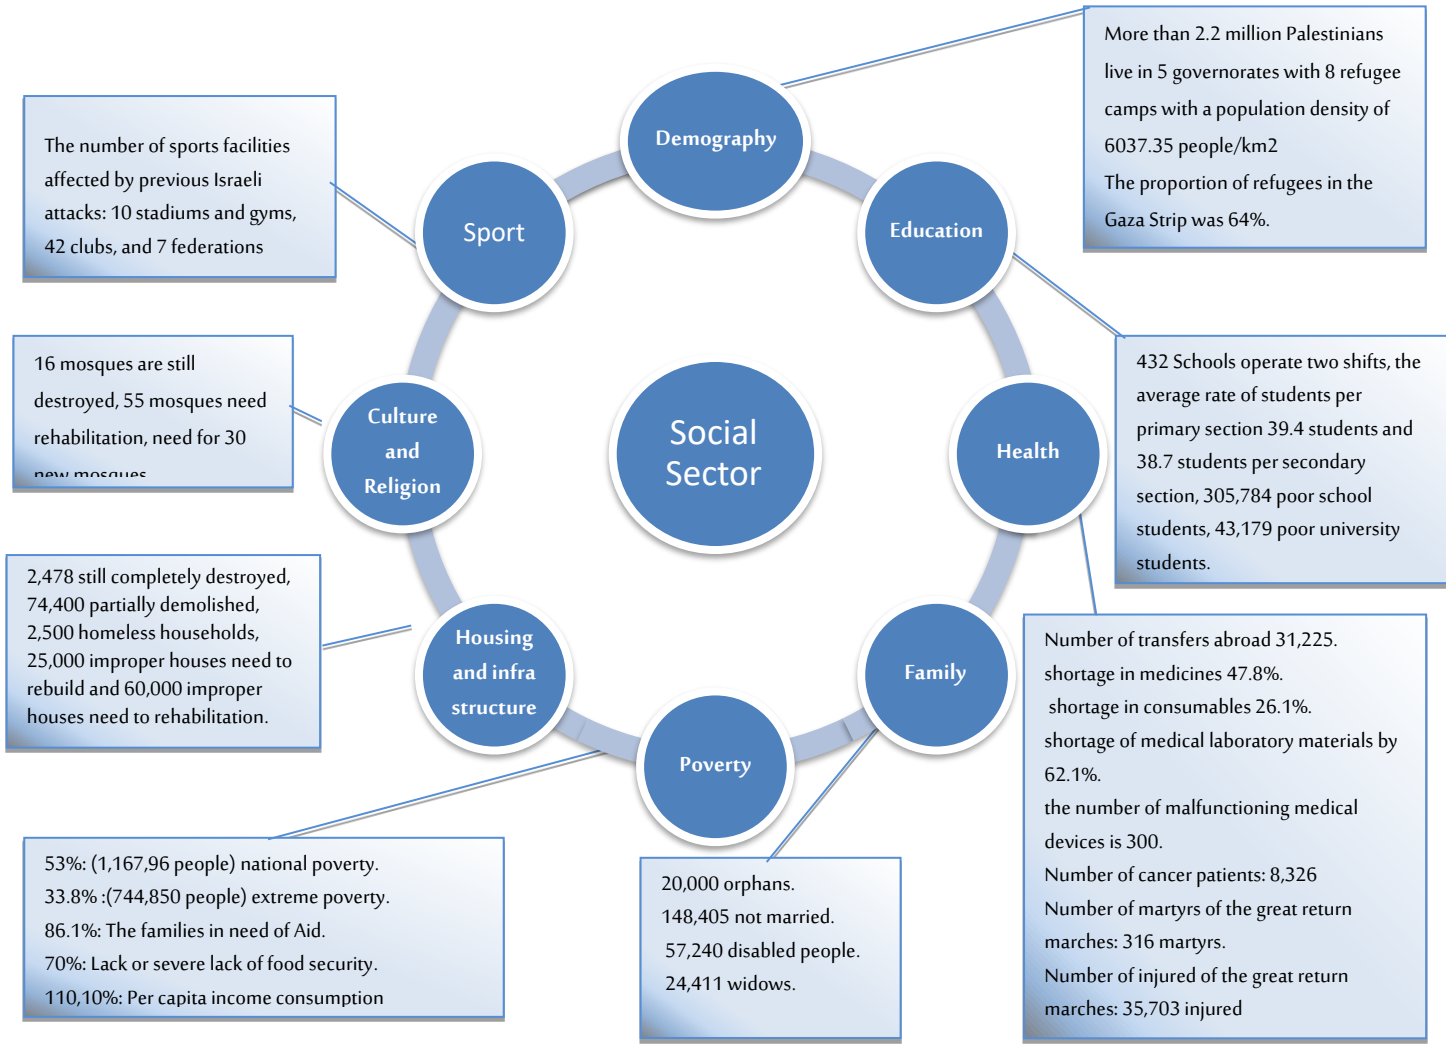 More than 2.2 million Palestinians
live in 5 governorates with 8 refugee
camps with a population density of
6037.35 people/km2
The proportion of refugees in the
Gaza Strip was 64%.
The number of sports facilities
affected by previous Israeli
attacks: 10 stadiums and gyms,
42 clubs, and 7 federations
Demography
Sport
Education
16 mosques are still
destroyed, 55 mosques need
rehabilitation, need for 30
new mosques
Culture
and
Religion
Social
Sector
Health
432 Schools operate two shifts, the
average rate of students per
primary section 39.4 students and
38.7 students per secondary
section, 305,784 poor school
students, 43,179 poor university
students.
2,478 still completely destroyed,
74,400 partially demolished,
2,500 homeless households,
25,000 improper houses need to
rebuild and 60,000 improper
houses need to rehabilitation.
Housing
and infra
structure
Poverty
Family
Number of transfers abroad 31,225.
shortage in medicines 47.8%.
shortage in consumables 26.1%.
shortage of medical laboratory materials by
62.1%.
the number of malfunctioning medical
devices is 300.
Number of cancer patients: 8,326
Number of martyrs of the great return
marches: 316 martyrs.
Number of injured of the great return
marches: 35,703 injured
53%: (1,167,96 people) national poverty.
33.8% :(744,850 people) extreme poverty.
86.1%: The families in need of Aid.
70%: Lack or severe lack of food security.
110,10%: Per capita income consumption
20,000 orphans.
148,405 not married.
57,240 disabled people.
24,411 widows.